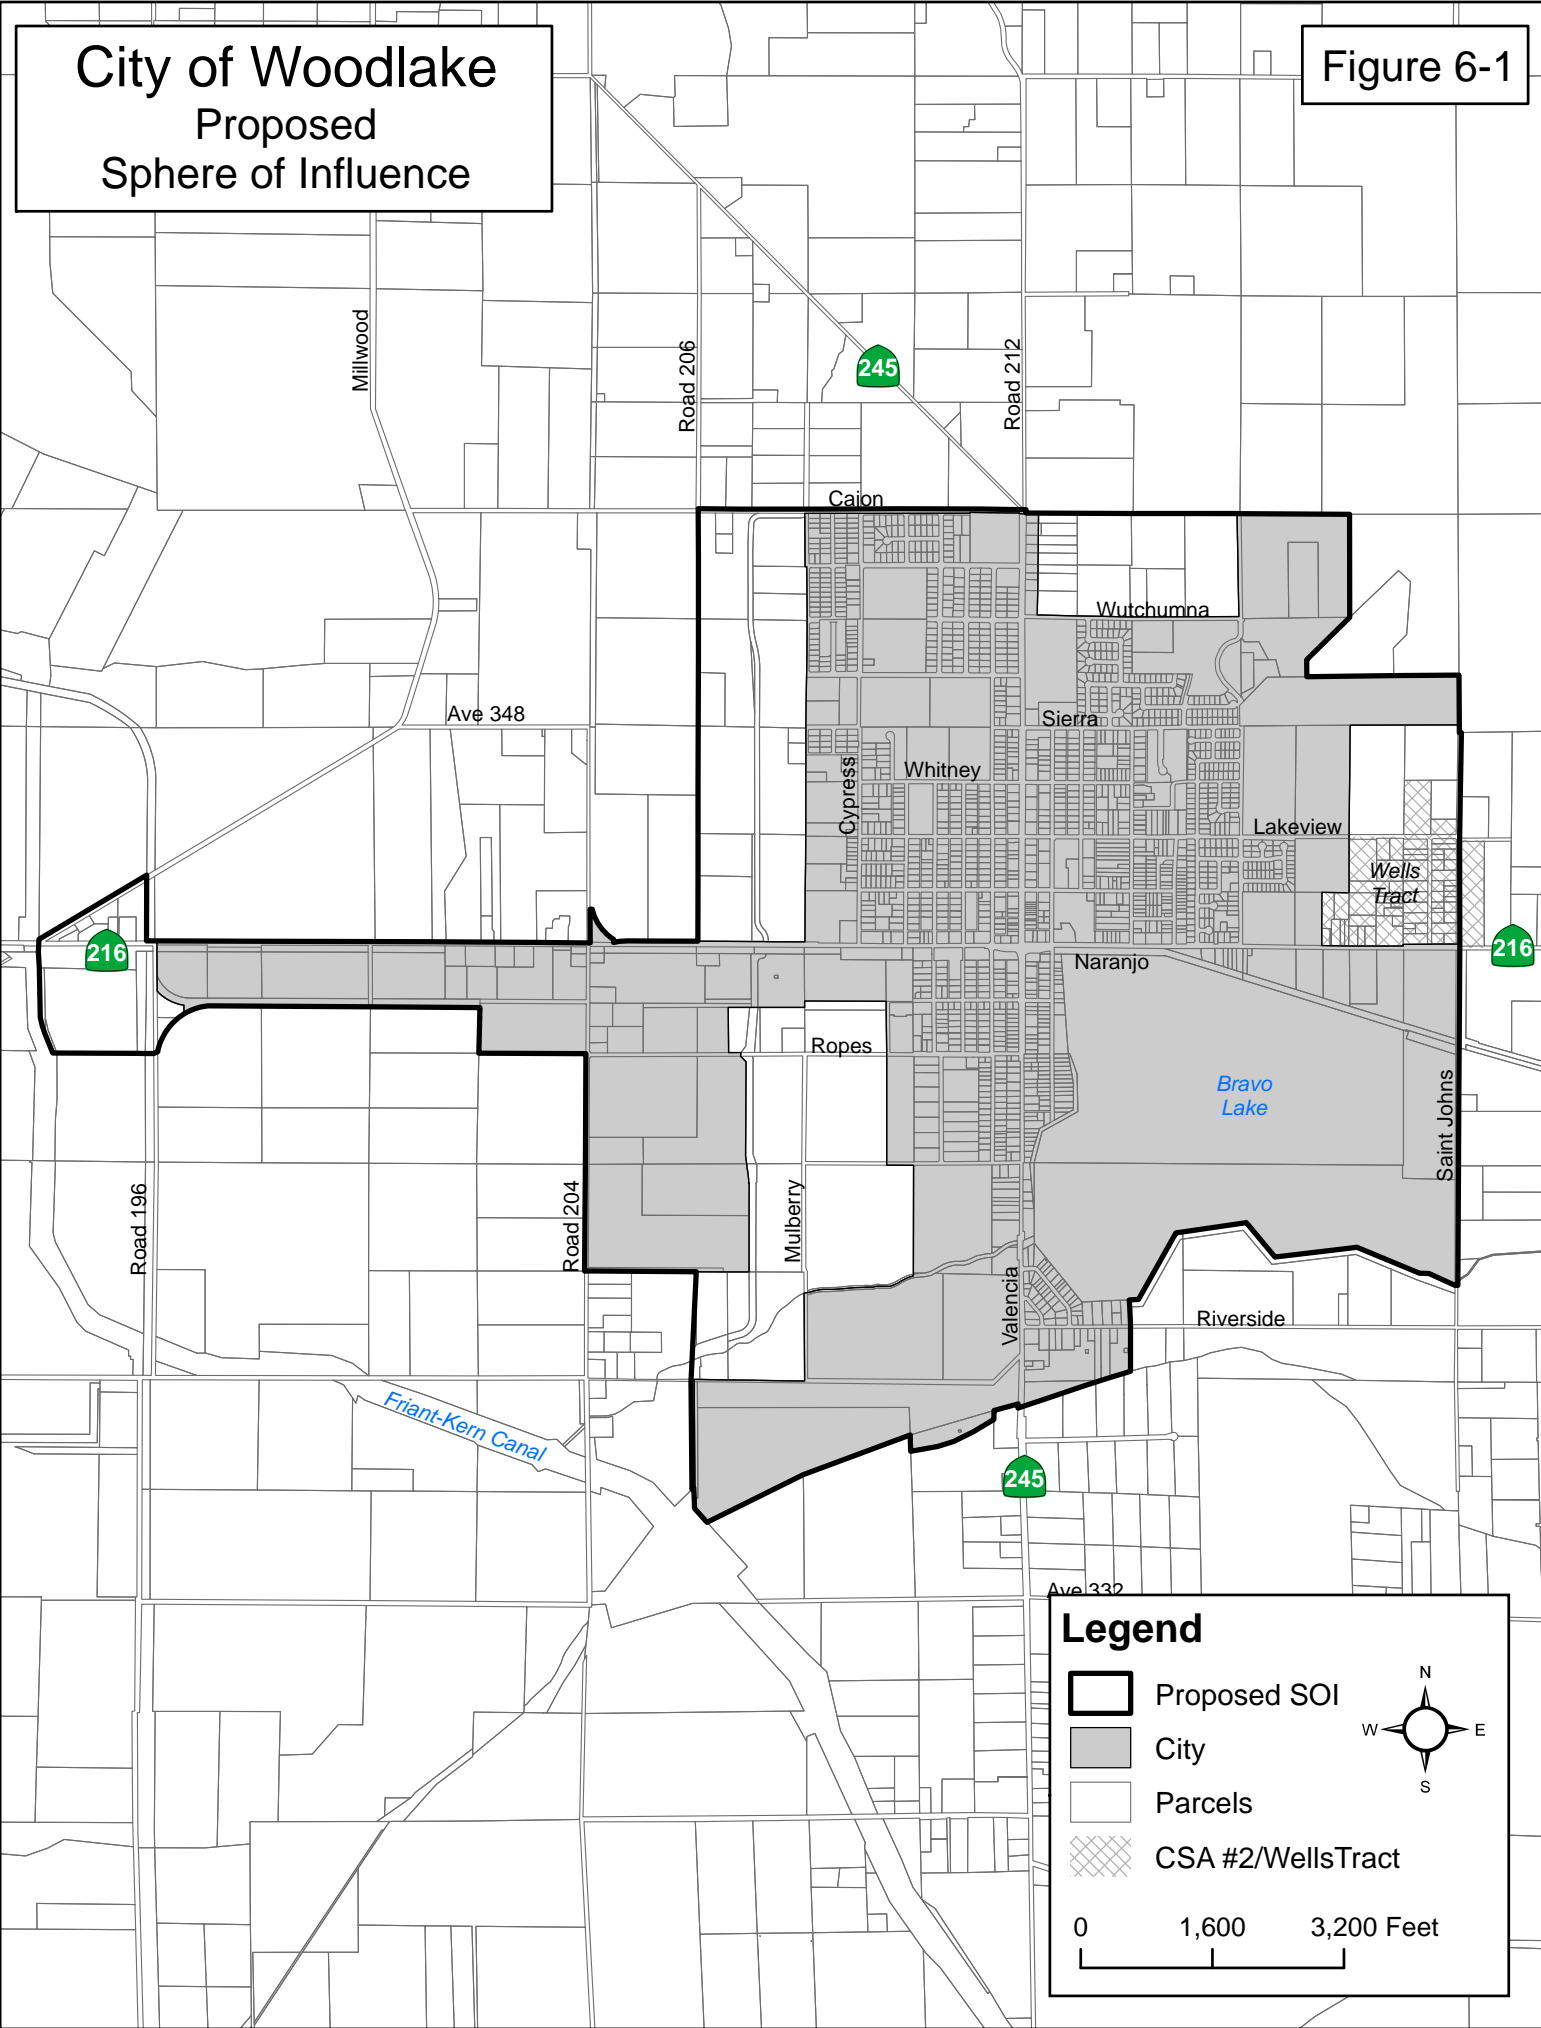 City of Woodlake
Proposed
Sphere of Influence
Figure 6-1
Millwood
Road 206
245
Road 212
Cajon
Wutchumna
Ave 348
Sierra
Cypress
Whitney
Lakeview
Wells
Tract
216
216
Naranjo
Ropes
Bravo
Lake
Saint Johns
Road 196
Road 204
Mulberry
Valencia
Riverside
Friant-Kern Canal
245
Ave 332
Legend
Proposed SOI
City
Parcels
CSA #2/WellsTract
N
W
E
S
0
1,600
3,200 Feet